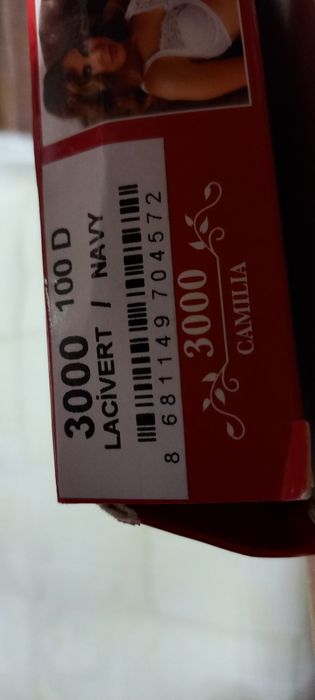 3000 100 D
LACİVERT / NAVY
8 681149 704572
3000
CAMILIA